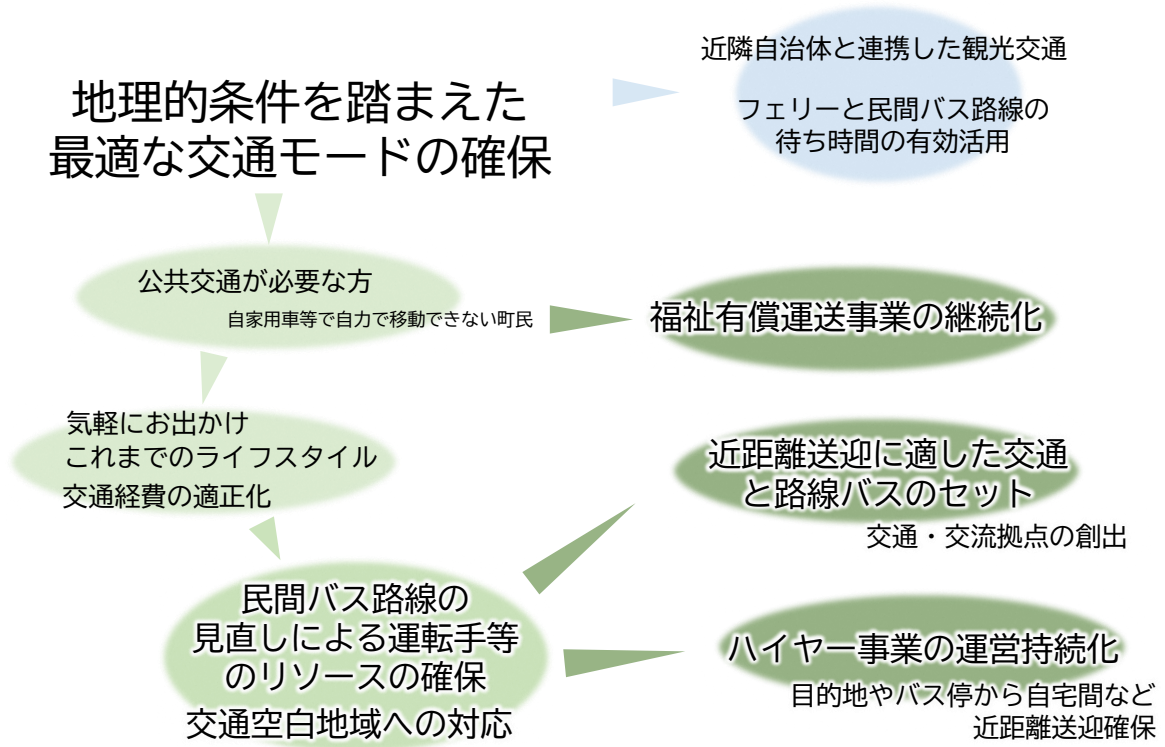 地理的条件を踏まえた
最適な交通モードの確保
近隣自治体と連携した観光交通
フェリーと民間バス路線の
待ち時間の有効活用
公共交通が必要な方
自家用車等で自力で移動できない町民
福祉有償運送事業の継続化
気軽にお出かけ
これまでのライフスタイル
交通経費の適正化
近距離送迎に適した交通
と路線バスのセット
交通・交流拠点の創出
民間バス路線の
見直しによる運転手等
のリソースの確保
交通空白地域への対応
ハイヤー事業の運営持続化
目的地やバス停から自宅間など
近距離送迎確保